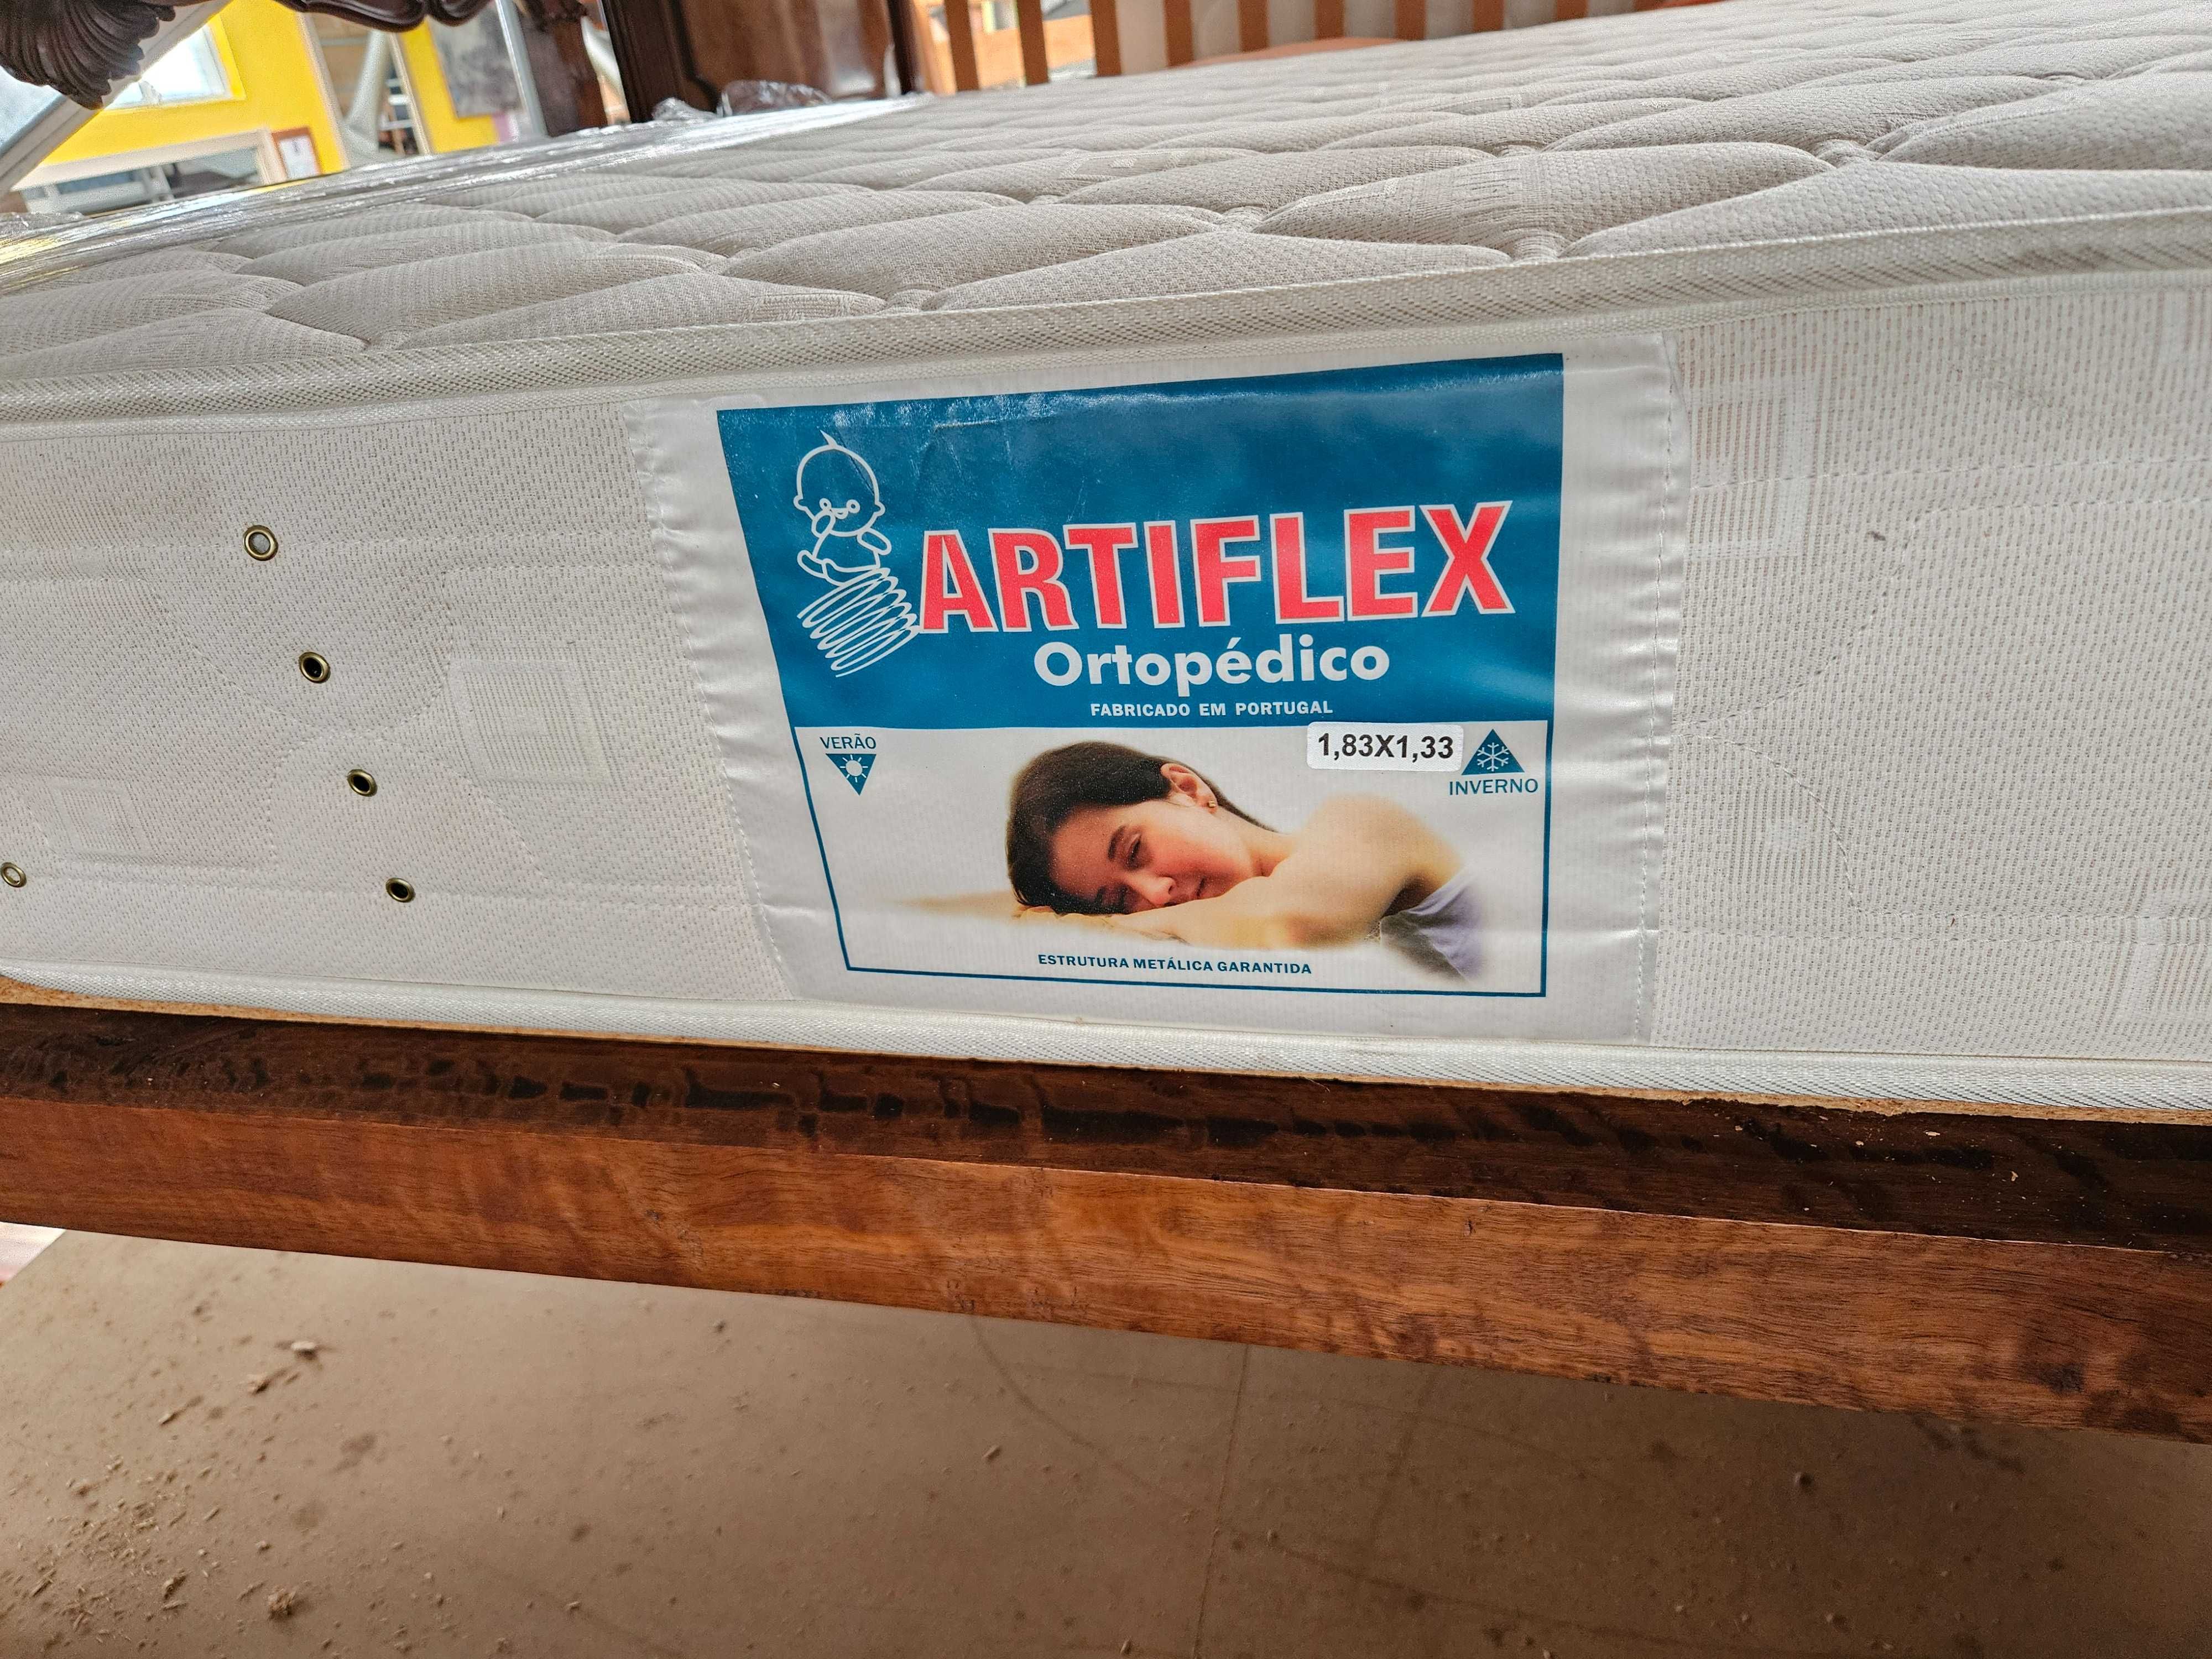 ARTIFLEX
Ortopédico
FABRICADO EM PORTUGAL
VERÃO
1,83X1,33
INVERNO
ESTRUTURA METÁLICA GARANTIDA